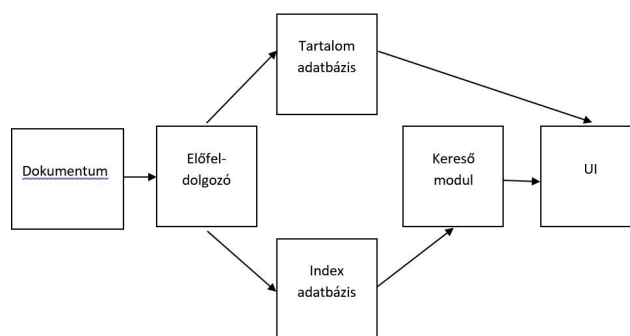 Tartalom
adatbázis
Dokumentum
Előfel-
dolgozó
Kereső
modul
UI
Index
adatbázis